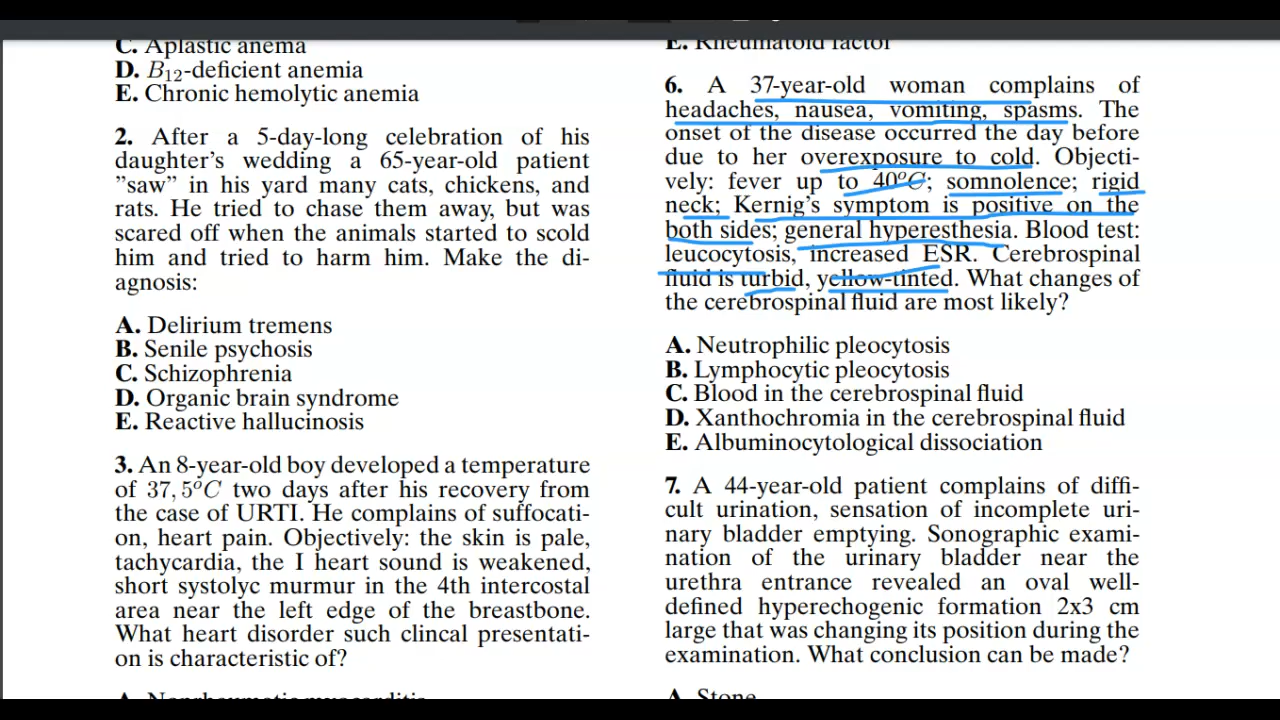 C. Aplastic anema
D. B12-deficient anemia
E. Chronic hemolytic anemia
2. After a 5-day-long celebration of his
daughter's wedding a 65-year-old patient
"saw" in his yard many cats, chickens, and
rats. He tried to chase them away, but was
scared off when the animals started to scold
him and tried to harm him. Make the di-
agnosis:
A. Delirium tremens
B. Senile psychosis
C. Schizophrenia
D. Organic brain syndrome
E. Reactive hallucinosis
3. An 8-year-old boy developed a temperature
of 37,5°C two days after his recovery from
the case of URTI. He complains of suffocati-
on, heart pain. Objectively: the skin is pale,
tachycardia, the I heart sound is weakened,
short systolyc murmur in the 4th intercostal
area near the left edge of the breastbone.
What heart disorder such clincal presentati-
on is characteristic of?
A. Nonrheumatic myocarditis
E. Rheumatoid factor
6. A 37-year-old woman complains of
headaches, nausea, vomiting, spasms. The
onset of the disease occurred the day before
due to her overexposure to cold. Objecti-
vely: fever up to 40°C; somnolence; rigid
neck; Kernig's symptom is positive on the
both sides; general hyperesthesia. Blood test:
leucocytosis, increased ESR. Cerebrospinal
fluid is turbid, yellow-tinted. What changes of
the cerebrospinal fluid are most likely?
A. Neutrophilic pleocytosis
B. Lymphocytic pleocytosis
C. Blood in the cerebrospinal fluid
D. Xanthochromia in the cerebrospinal fluid
E. Albuminocytological dissociation
7. A 44-year-old patient complains of diffi-
cult urination, sensation of incomplete uri-
nary bladder emptying. Sonographic exami-
nation of the urinary bladder near the
urethra entrance revealed an oval well-
defined hyperechogenic formation 2x3 cm
large that was changing its position during the
examination. What conclusion can be made?
A. Stone